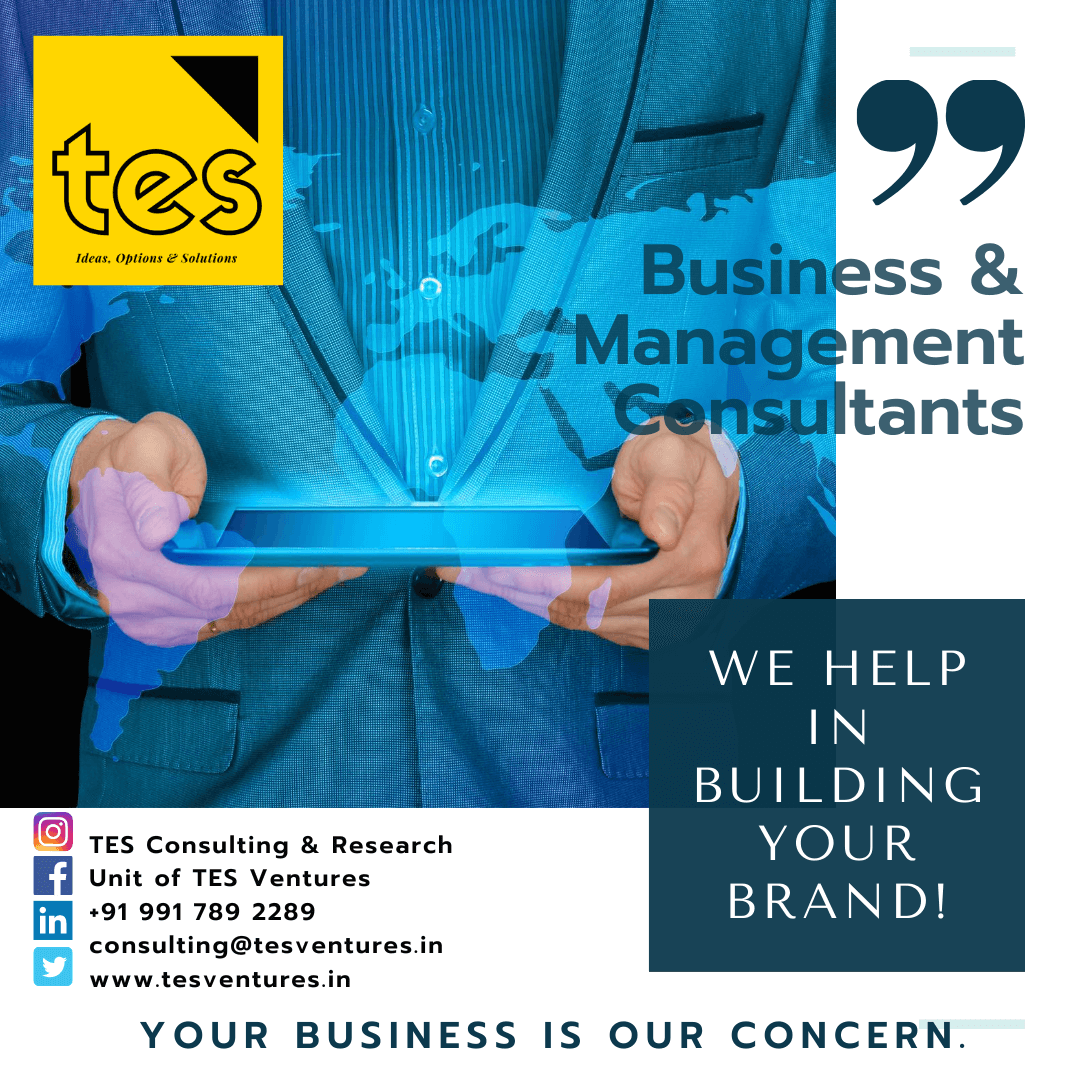 tes
Ideas, Options & Solutions
Business &
Management
Consultants
WE HELP
IN
BUILDING
YOUR
BRAND!
TES Consulting & Research
Unit of TES Ventures
+91 991 789 2289
consulting@tesventures.in
www.tesventures.in
YOUR BUSINESS IS OUR CONCERN.